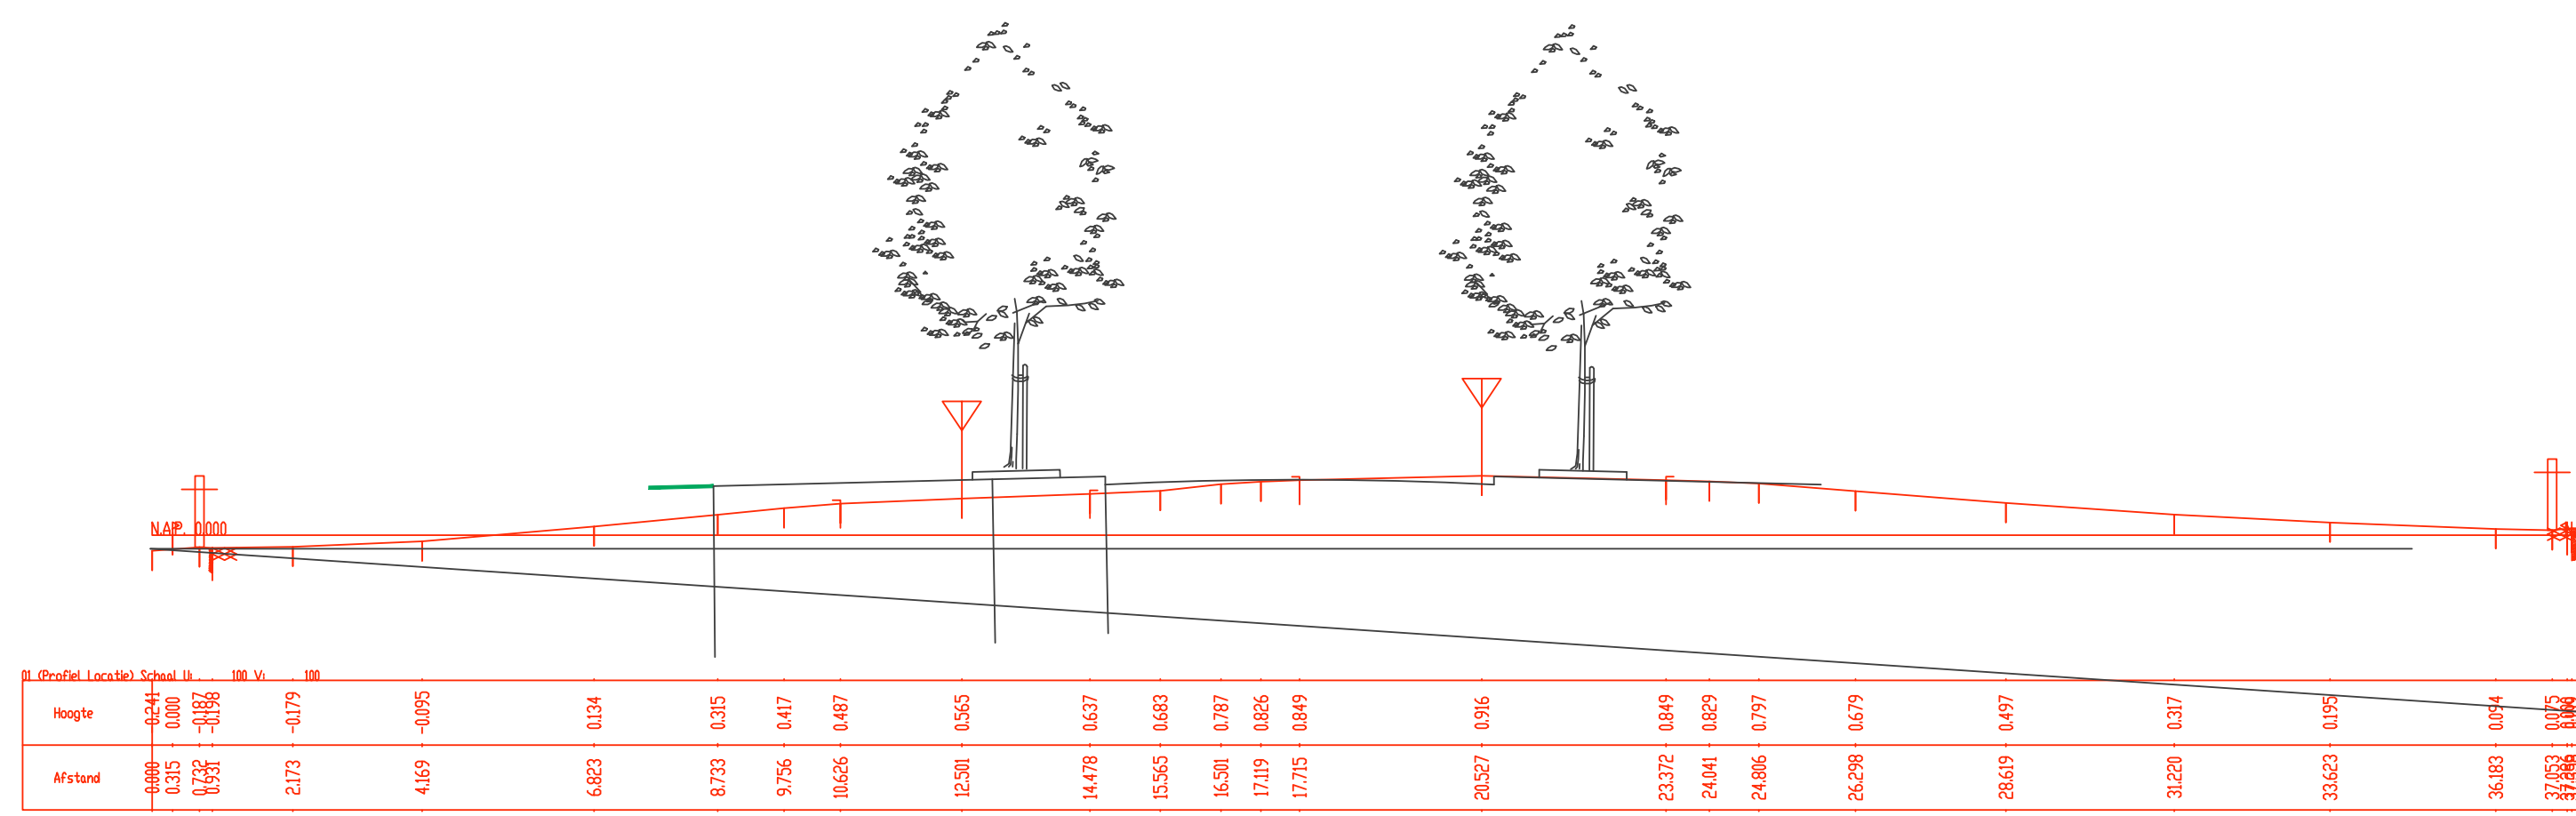 N.A.P. 0.000
01 (Profiel Locatie) Schaal U: 100 V: 100
Hoogte 0.000 -0.187 -0.198 -0.179 -0.095 0.134 0.315 0.417 0.487 0.565 0.637 0.683 0.787 0.826 0.849 0.916 0.849 0.829 0.797 0.679 0.497 0.317 0.195 0.094 0.075
Afstand 0.000 0.315 0.732 0.931 2.173 4.169 6.823 8.733 9.756 10.626 12.501 14.478 15.565 16.501 17.119 17.715 20.527 23.372 24.041 24.806 26.298 28.619 31.220 33.623 36.183 37.053